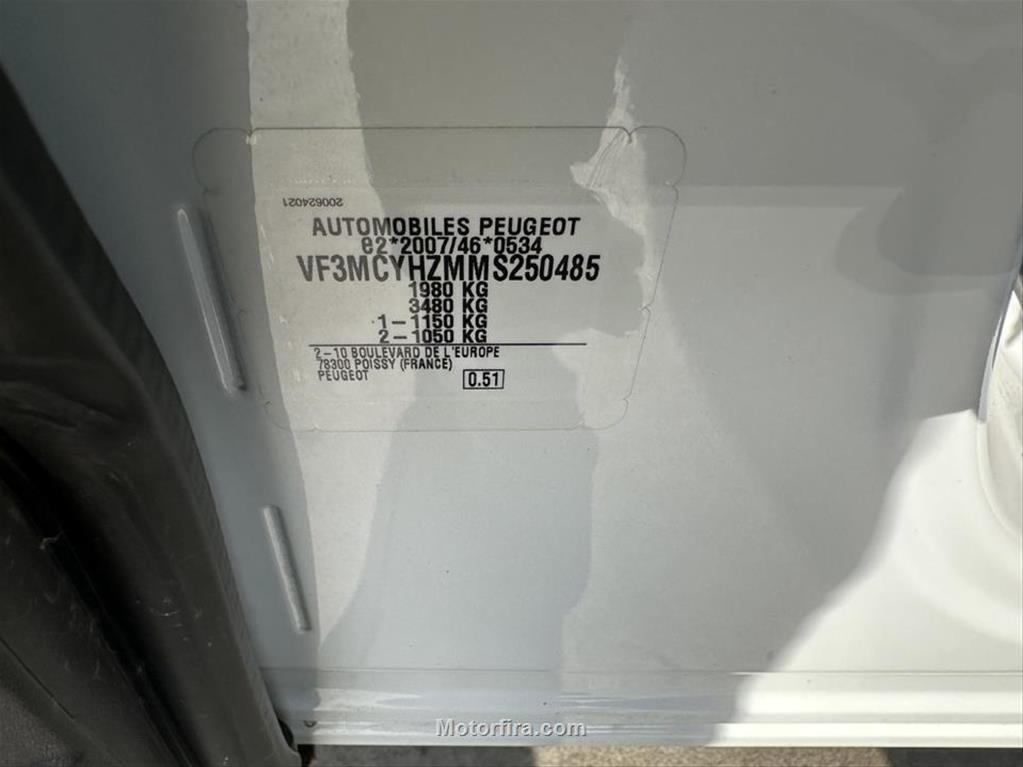 200624021
AUTOMOBILES PEUGEOT
e2*2007/46*0534
VF3MCYHZMMS250485
1980 KG
3480 KG
1-1150 KG
2-1050 KG
2-10 BOULEVARD DE L'EUROPE
78300 POISSY (FRANCE)
PEUGEOT
0.51
Motorfira.com